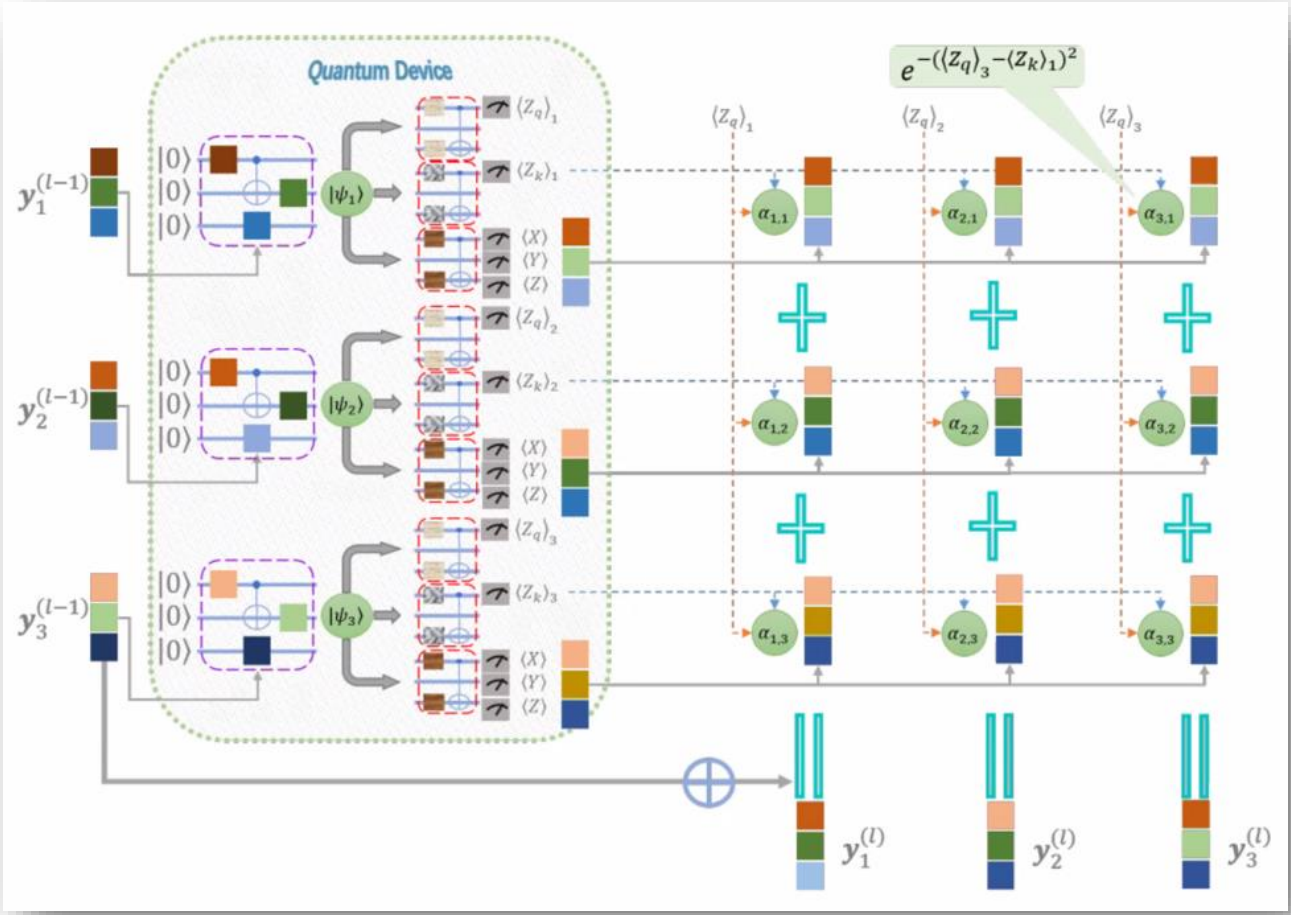 Quantum Device
e^{-(⟨Z_q⟩_3-⟨Z_k⟩_1)^2}
⟨Z_q⟩_1
⟨Z_q⟩_2
⟨Z_q⟩_3
y_1^{(l-1)}
|0⟩
|0⟩
|0⟩
|ψ_1⟩
⟨Z_q⟩_1
⟨Z_k⟩_1
⟨X⟩
⟨Y⟩
⟨Z⟩
α_{1,1}
α_{2,1}
α_{3,1}
y_2^{(l-1)}
|0⟩
|0⟩
|0⟩
|ψ_2⟩
⟨Z_q⟩_2
⟨Z_k⟩_2
⟨X⟩
⟨Y⟩
⟨Z⟩
α_{1,2}
α_{2,2}
α_{3,2}
y_3^{(l-1)}
|0⟩
|0⟩
|0⟩
|ψ_3⟩
⟨Z_q⟩_3
⟨Z_k⟩_3
⟨X⟩
⟨Y⟩
⟨Z⟩
α_{1,3}
α_{2,3}
α_{3,3}
y_1^{(l)}
y_2^{(l)}
y_3^{(l)}